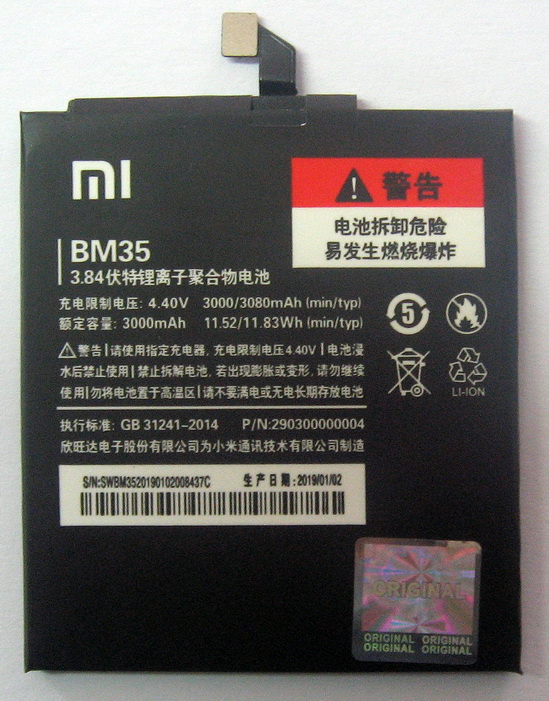 mi
警告
电池拆卸危险
易发生燃烧爆炸
BM35
3.84伏特锂离子聚合物电池
充电限制电压: 4.40V 3000/3080mAh (min/typ)
额定容量: 3000mAh 11.52/11.83Wh (min/typ)
5
警告|请使用指定充电器, 充电限制电压4.40V|电池浸
水后禁止使用|禁止拆解电池, 若出现膨胀或变形, 请勿继续
使用|勿将电池置于高温区|请不要满电或无电长期存放电池
LI-ION
执行标准: GB 31241-2014 P/N:290300000004
欣旺达电子股份有限公司为小米通讯技术有限公司制造
S/N:SWBM3520190102008437C 生产日期:2019/01/02
ORIGINAL
ORIGINAL ORIGINAL
ORIGINAL ORIGINAL